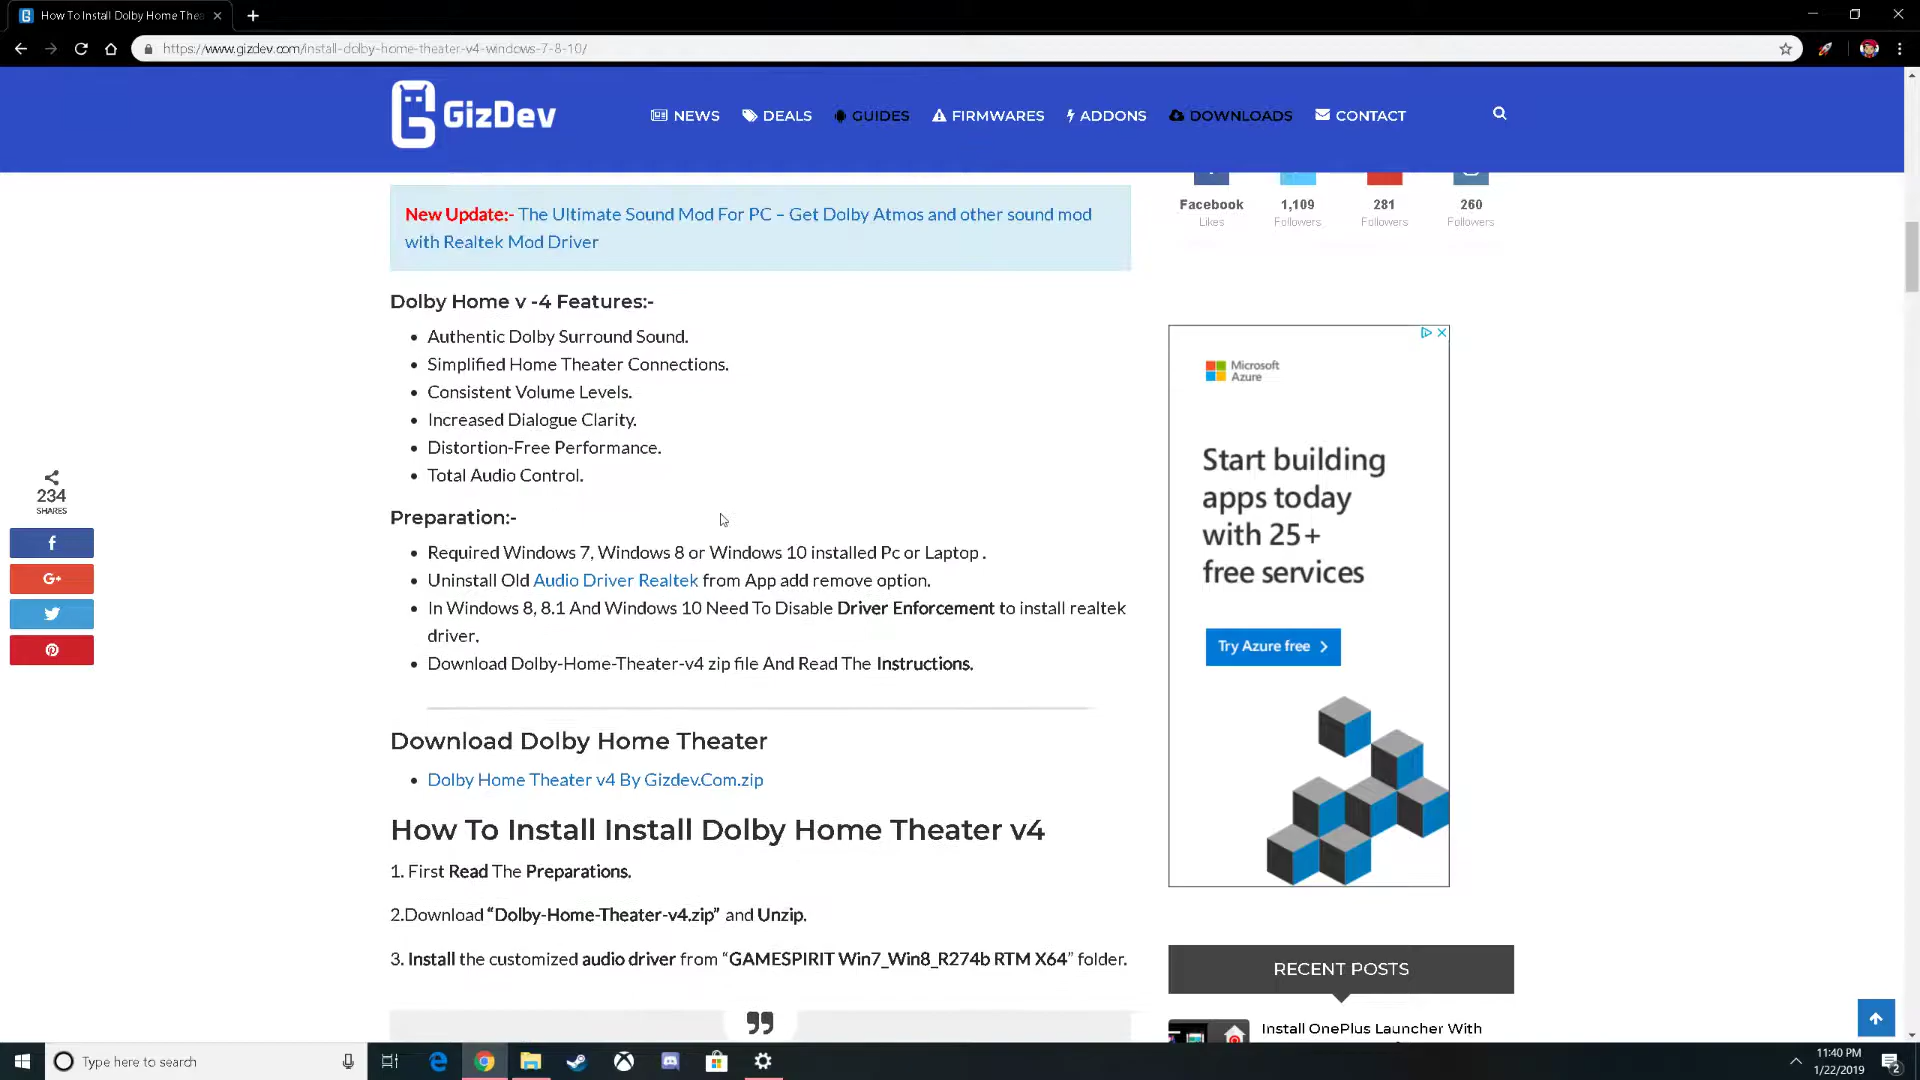 How To Install Dolby Home Thea
https://www.gizdev.com/install-dolby-home-theater-v4-windows-7-8-10/
GizDev
NEWS
DEALS
GUIDES
FIRMWARES
ADDONS
DOWNLOADS
CONTACT
New Update:- The Ultimate Sound Mod For PC – Get Dolby Atmos and other sound mod
with Realtek Mod Driver
Facebook
Likes
1,109
Followers
281
Followers
260
Followers
Dolby Home v -4 Features:-
Authentic Dolby Surround Sound.
Simplified Home Theater Connections.
Consistent Volume Levels.
Increased Dialogue Clarity.
Distortion-Free Performance.
Total Audio Control.
Preparation:-
Required Windows 7, Windows 8 or Windows 10 installed Pc or Laptop .
Uninstall Old Audio Driver Realtek from App add remove option.
In Windows 8, 8.1 And Windows 10 Need To Disable Driver Enforcement to install realtek
driver.
Download Dolby-Home-Theater-v4 zip file And Read The Instructions.
Download Dolby Home Theater
Dolby Home Theater v4 By Gizdev.Com.zip
How To Install Install Dolby Home Theater v4
1. First Read The Preparations.
2.Download “Dolby-Home-Theater-v4.zip” and Unzip.
3. Install the customized audio driver from “GAMESPIRIT Win7_Win8_R274b RTM X64” folder.
234
SHARES
G+
Microsoft
Azure
Start building
apps today
with 25+
free services
Try Azure free
RECENT POSTS
Install OnePlus Launcher With
Type here to search
11:40 PM
1/22/2019
2